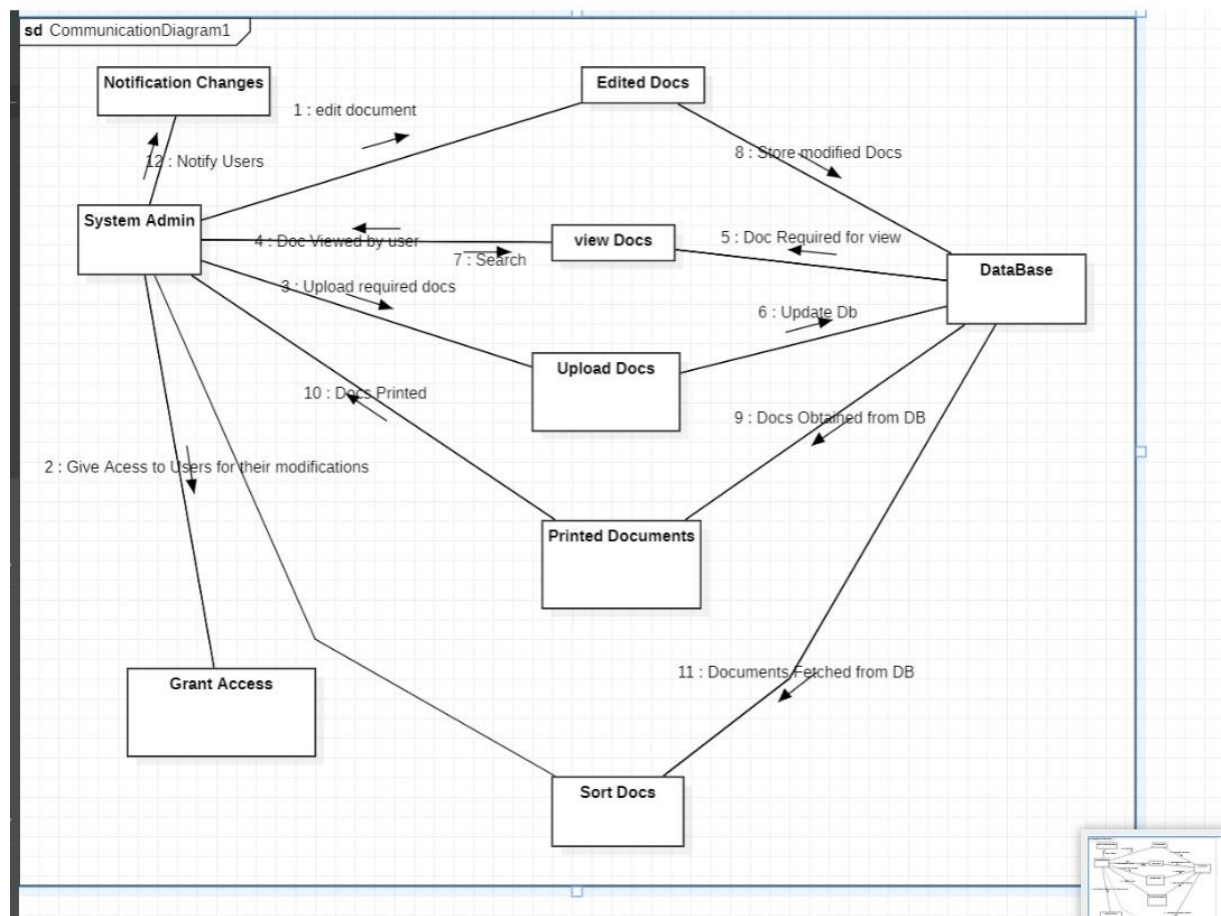 sd CommunicationDiagram1
Notification Changes
Edited Docs
1 : edit document
12 : Notify Users
8 : Store modified Docs
System Admin
4 : Doc Viewed by user
view Docs
5 : Doc Required for view
7 : Search
DataBase
3 : Upload required docs
6 : Update Db
Upload Docs
10 : Docs Printed
9 : Docs Obtained from DB
2 : Give Acess to Users for their modifications
Printed Documents
11 : Documents Fetched from DB
Grant Access
Sort Docs